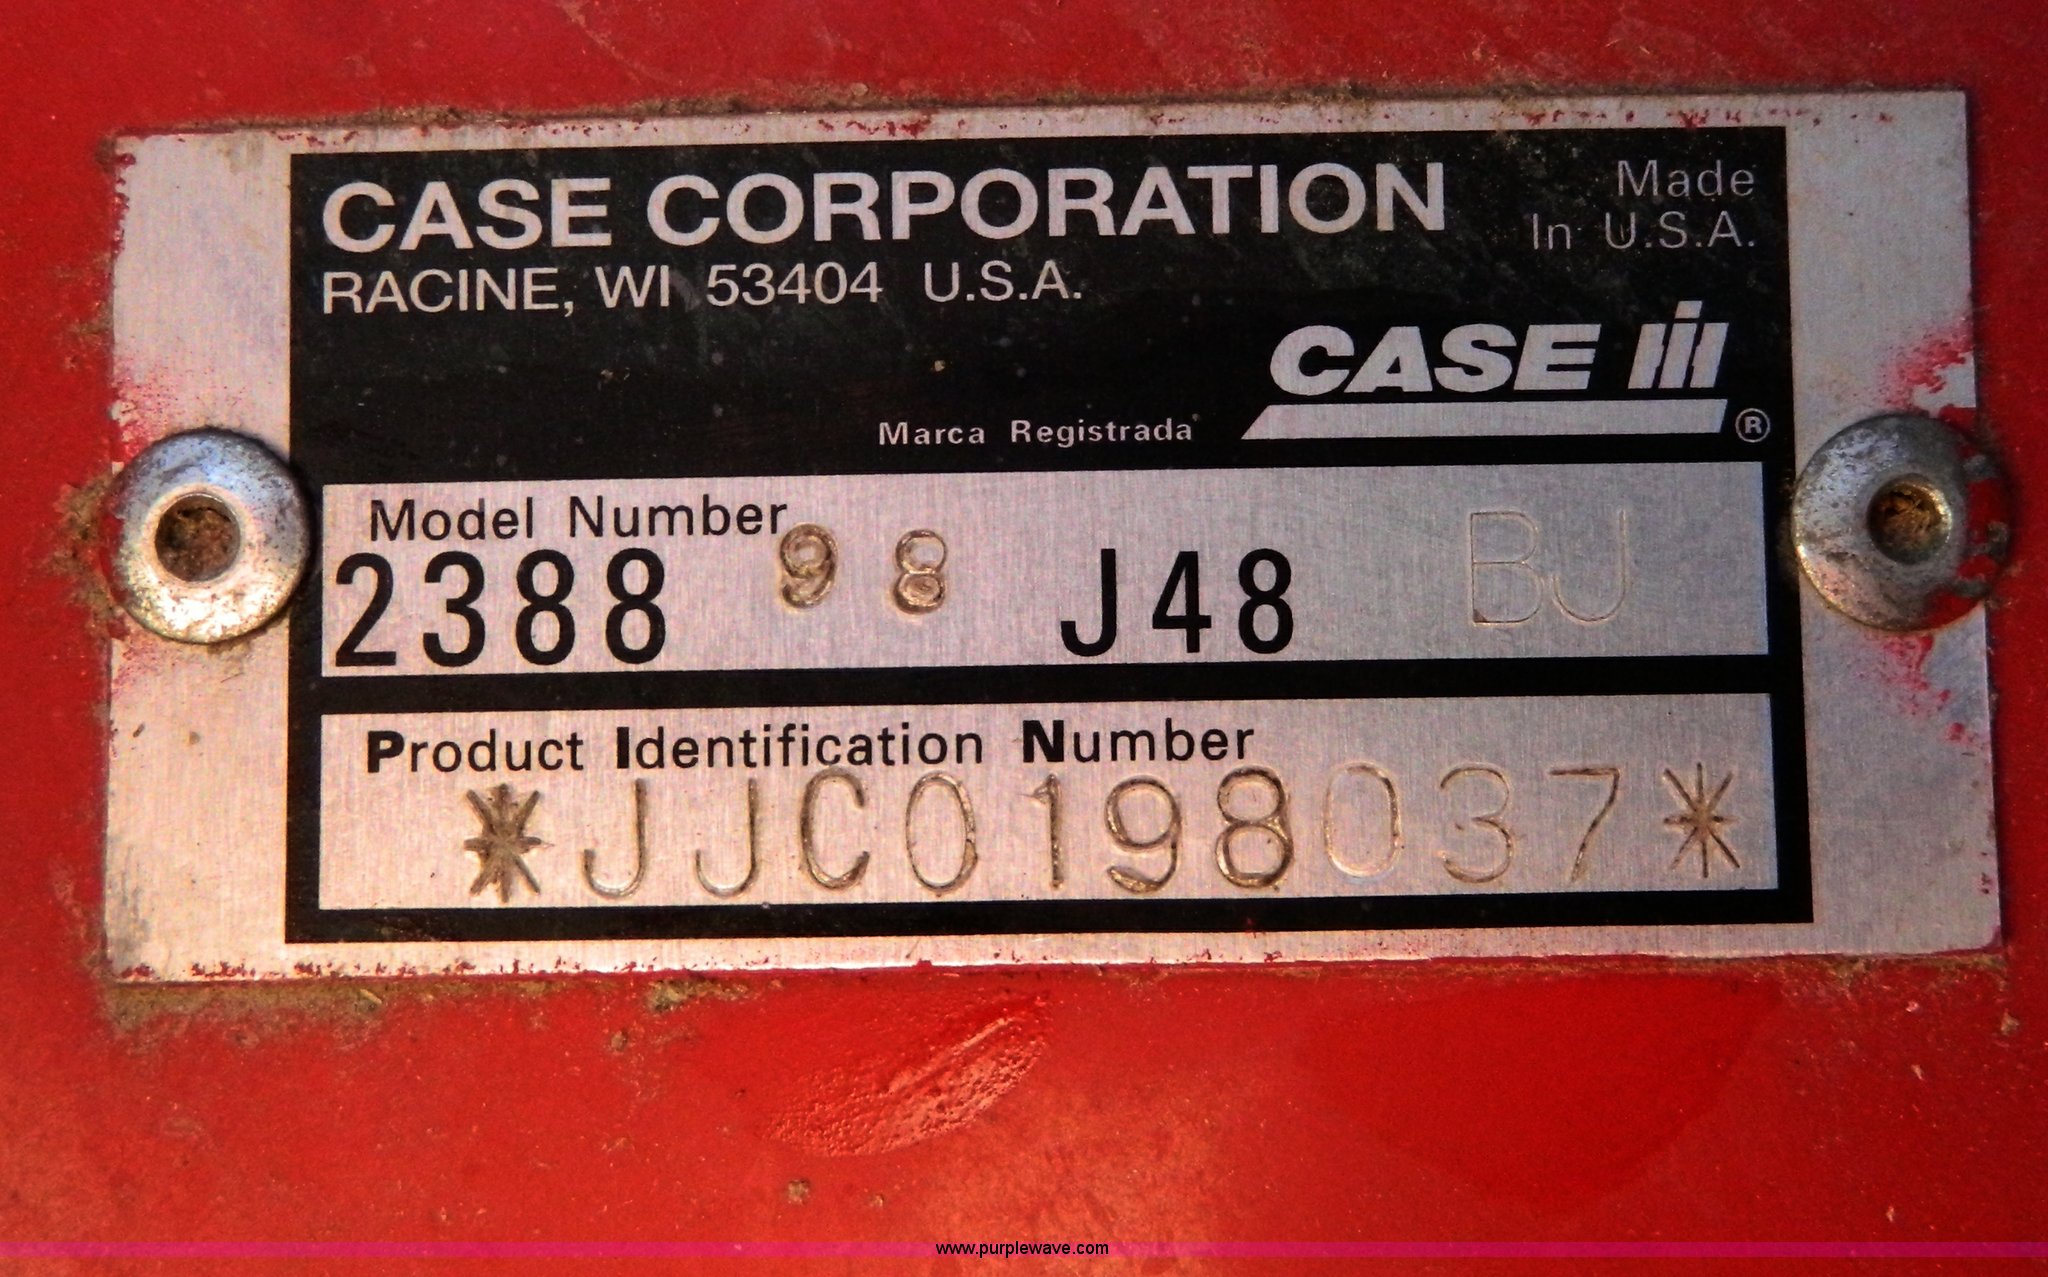 CASE CORPORATION
Made
In U.S.A.
RACINE, WI 53404 U.S.A.
CASE IH
Marca Registrada ®
Model Number
2388 98 J48 BJ
Product Identification Number
*JJC0198037*
www.purplewave.com